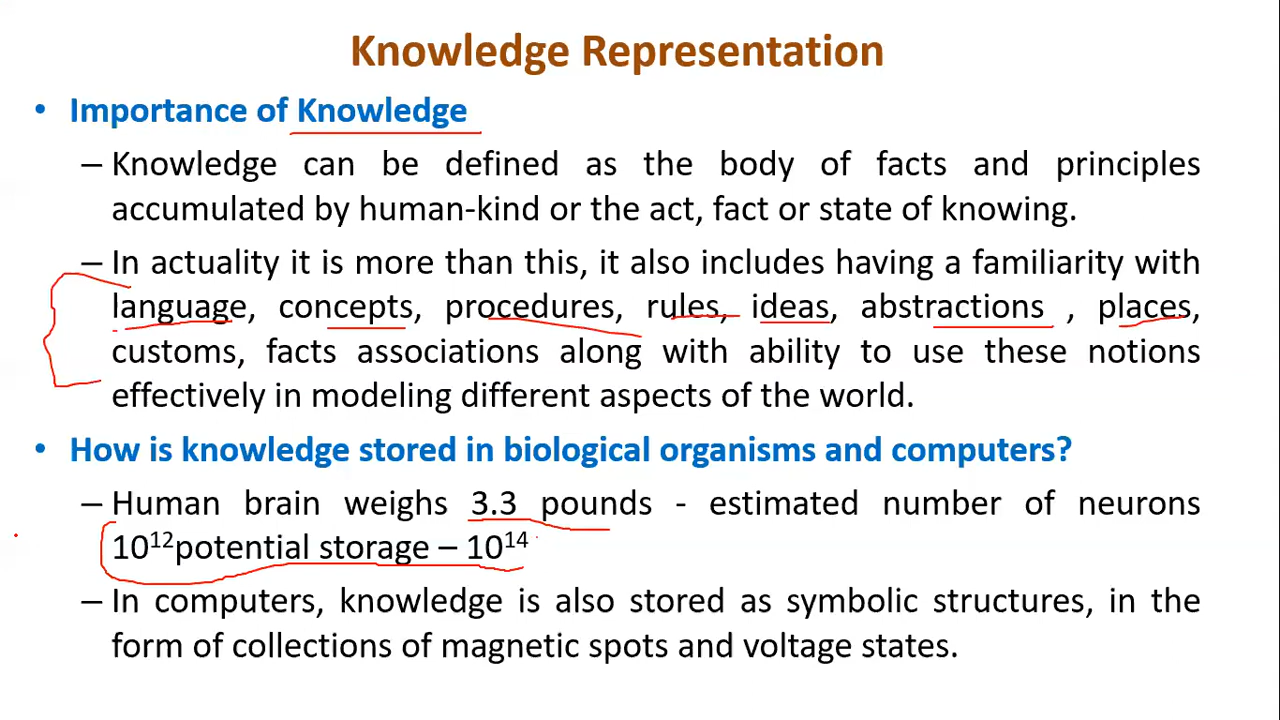 Knowledge Representation
• Importance of Knowledge
– Knowledge can be defined as the body of facts and principles
accumulated by human-kind or the act, fact or state of knowing.
– In actuality it is more than this, it also includes having a familiarity with
language, concepts, procedures, rules, ideas, abstractions , places,
customs, facts associations along with ability to use these notions
effectively in modeling different aspects of the world.
• How is knowledge stored in biological organisms and computers?
– Human brain weighs 3.3 pounds - estimated number of neurons
10¹²potential storage – 10¹⁴
– In computers, knowledge is also stored as symbolic structures, in the
form of collections of magnetic spots and voltage states.